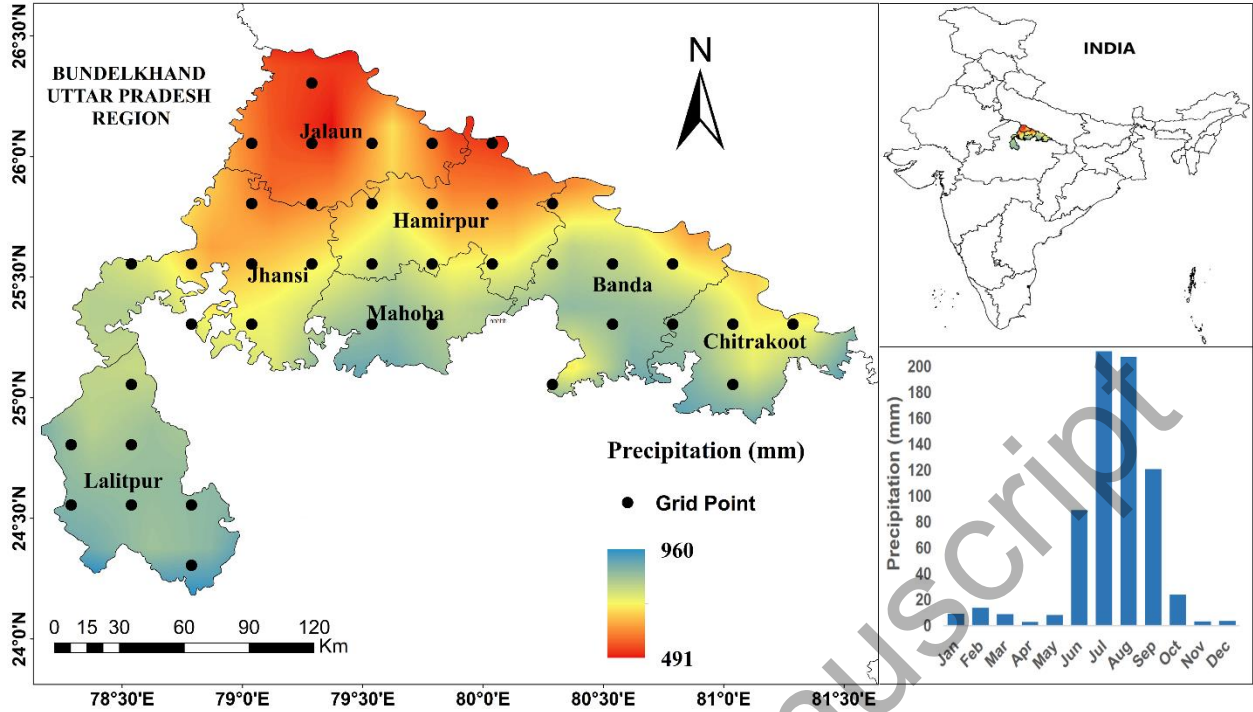 BUNDELKHAND
UTTAR PRADESH
REGION
N
Jalaun
Hamirpur
Jhansi
Mahoba
Banda
Chitrakoot
Lalitpur
Precipitation (mm)
Grid Point
960
491
0 15 30 60 90 120
Km
26°30'N
26°0'N
25°30'N
25°0'N
24°30'N
24°0'N
78°30'E 79°0'E 79°30'E 80°0'E 80°30'E 81°0'E 81°30'E
INDIA
Precipitation (mm)
200
180
160
140
120
100
80
60
40
20
0
Jan Feb Mar Apr May Jun Jul Aug Sep Oct Nov Dec
nuscript